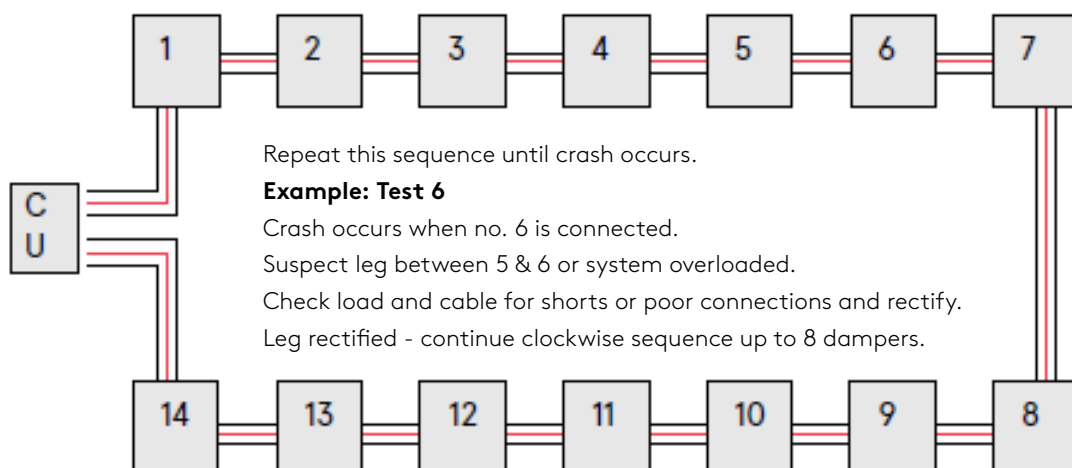 1 2 3 4 5 6 7
Repeat this sequence until crash occurs.
Example: Test 6
C
U
Crash occurs when no. 6 is connected.
Suspect leg between 5 & 6 or system overloaded.
Check load and cable for shorts or poor connections and rectify.
Leg rectified - continue clockwise sequence up to 8 dampers.
14 13 12 11 10 9 8